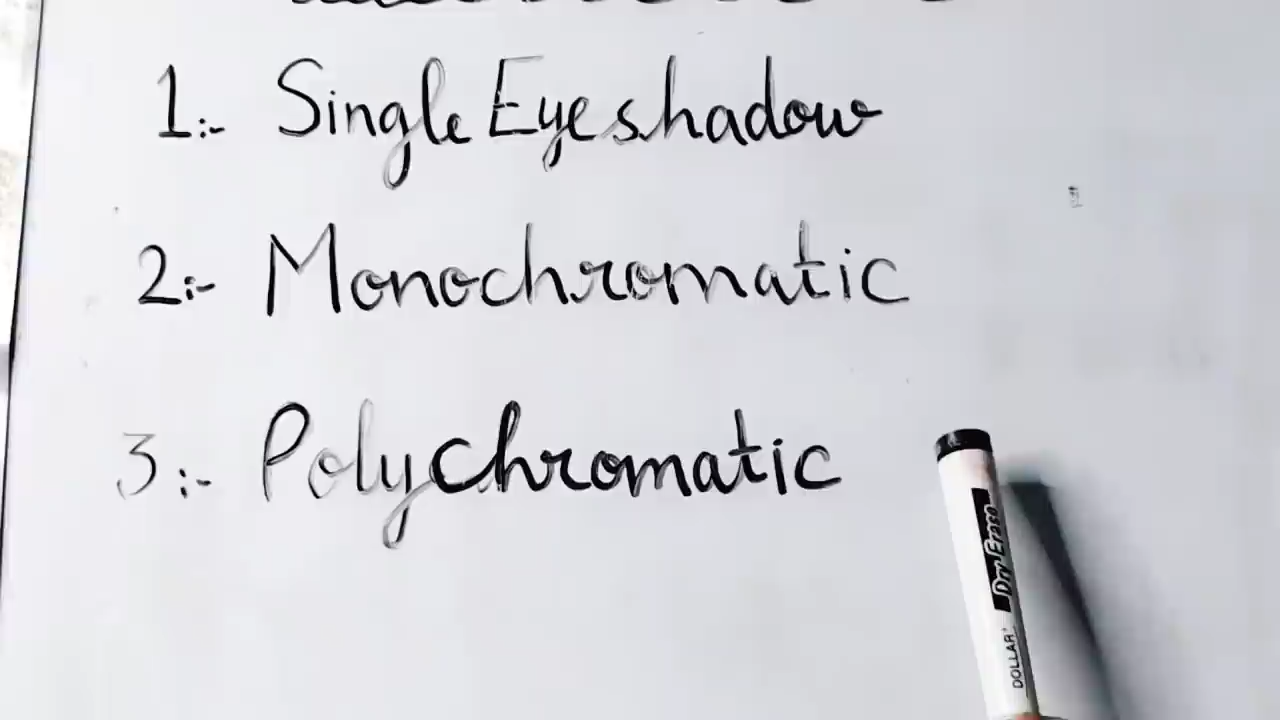 1:- Single Eyeshadow
2:- Monochromatic
3:- Polychromatic
Dry Erase
DOLLAR